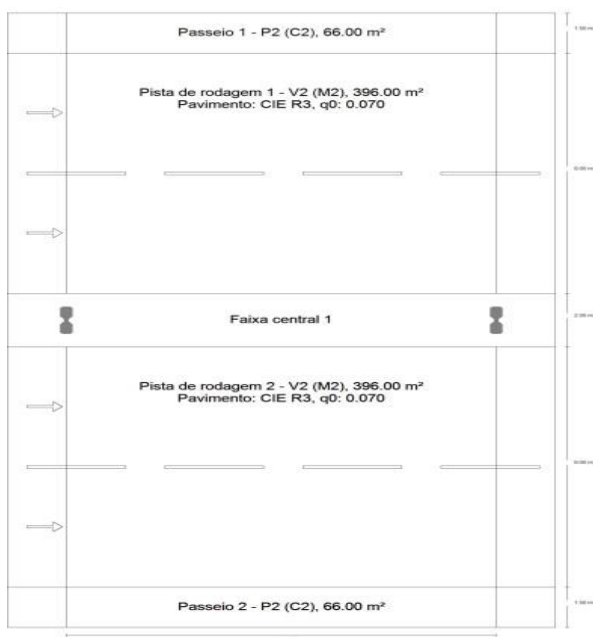 Passeio 1 - P2 (C2), 66.00 m²
Pista de rodagem 1 - V2 (M2), 396.00 m²
Pavimento: CIE R3, q0: 0.070
Faixa central 1
Pista de rodagem 2 - V2 (M2), 396.00 m²
Pavimento: CIE R3, q0: 0.070
Passeio 2 - P2 (C2), 66.00 m²